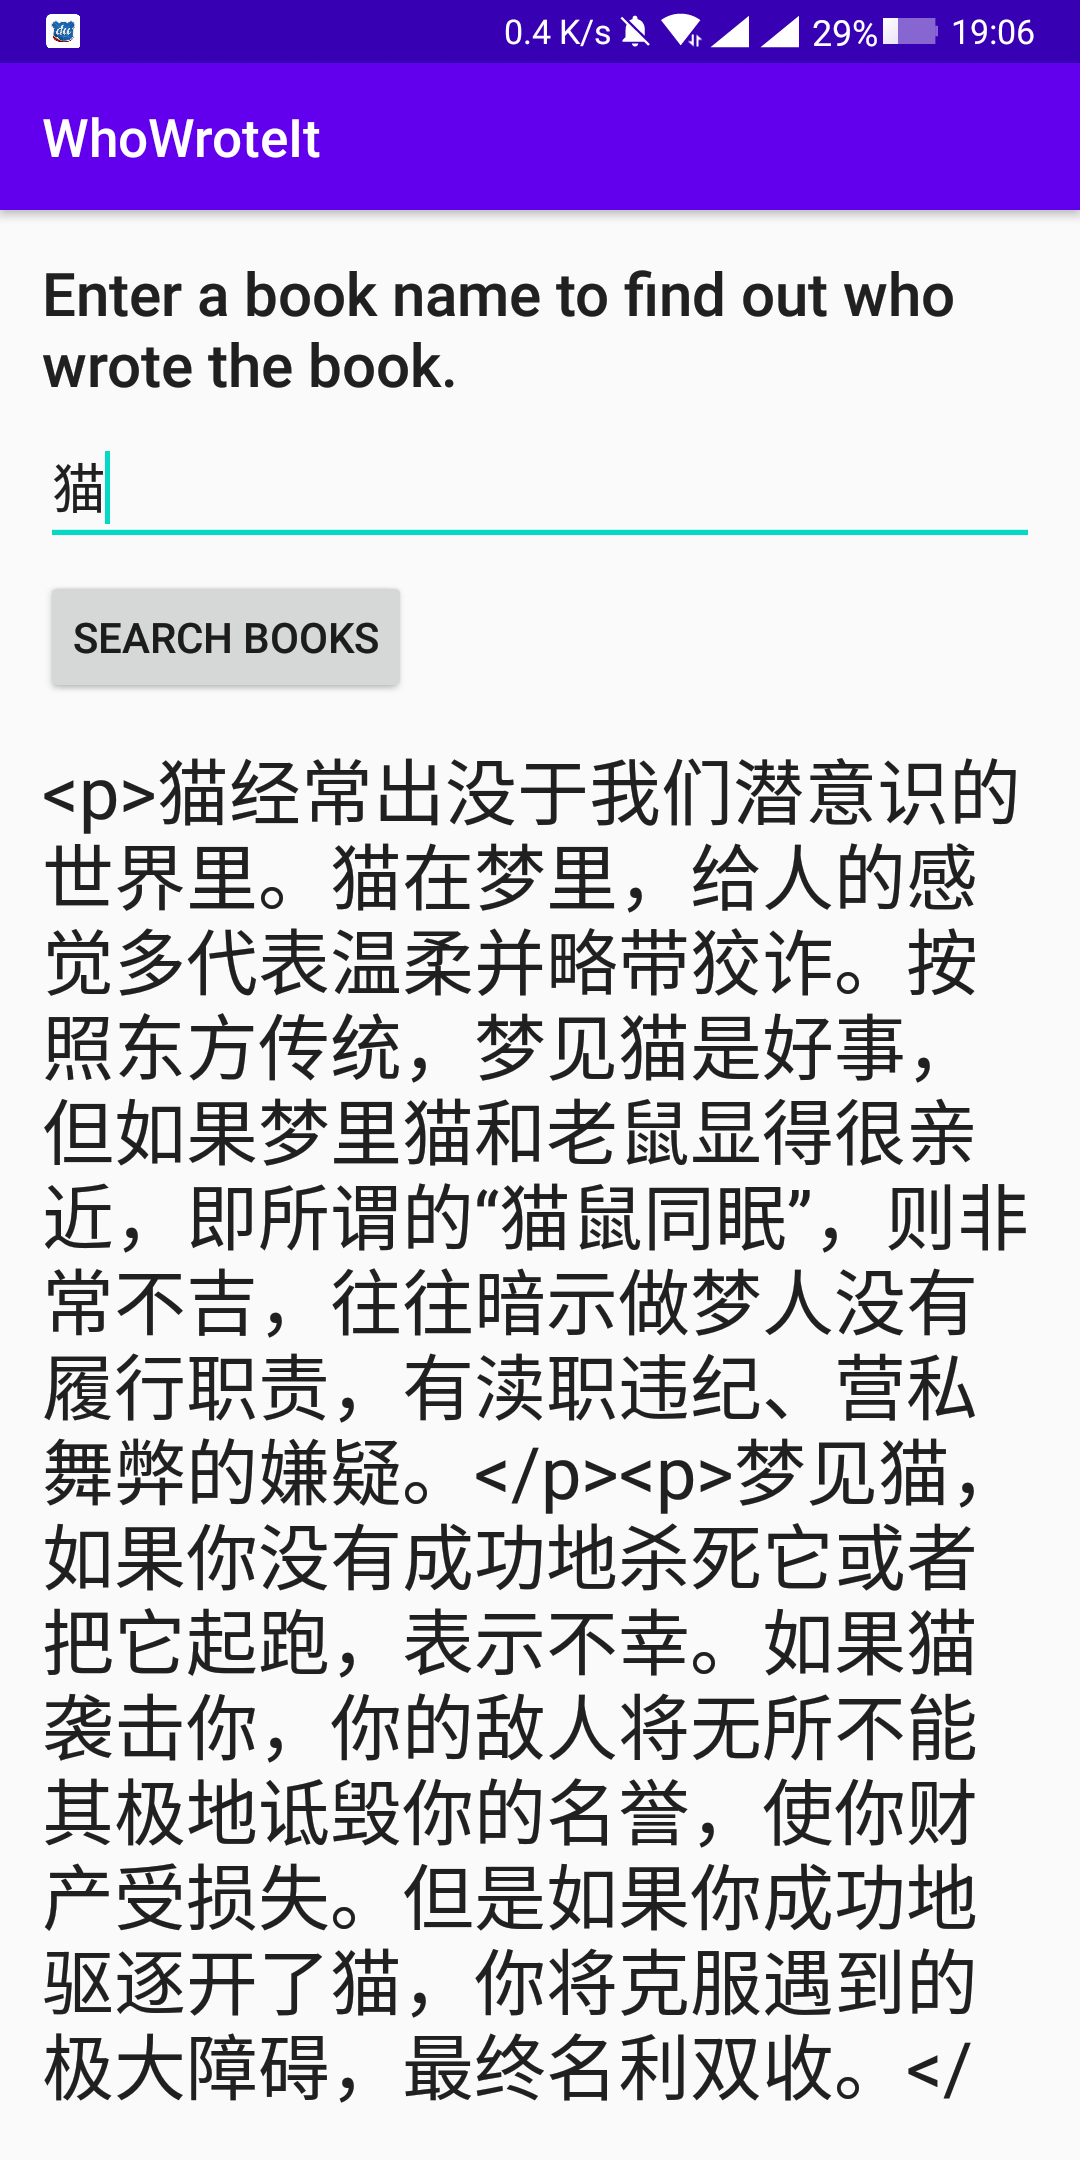 du
0.4 K/s 29% 19:06
WhoWroteIt
Enter a book name to find out who
wrote the book.
猫
SEARCH BOOKS
<p>猫经常出没于我们潜意识的
世界里。猫在梦里，给人的感
觉多代表温柔并略带狡诈。按
照东方传统，梦见猫是好事，
但如果梦里猫和老鼠显得很亲
近，即所谓的“猫鼠同眠”，则非
常不吉，往往暗示做梦人没有
履行职责，有渎职违纪、营私
舞弊的嫌疑。</p><p>梦见猫，
如果你没有成功地杀死它或者
把它起跑，表示不幸。如果猫
袭击你，你的敌人将无所不能
其极地诋毁你的名誉，使你财
产受损失。但是如果你成功地
驱逐开了猫，你将克服遇到的
极大障碍，最终名利双收。</